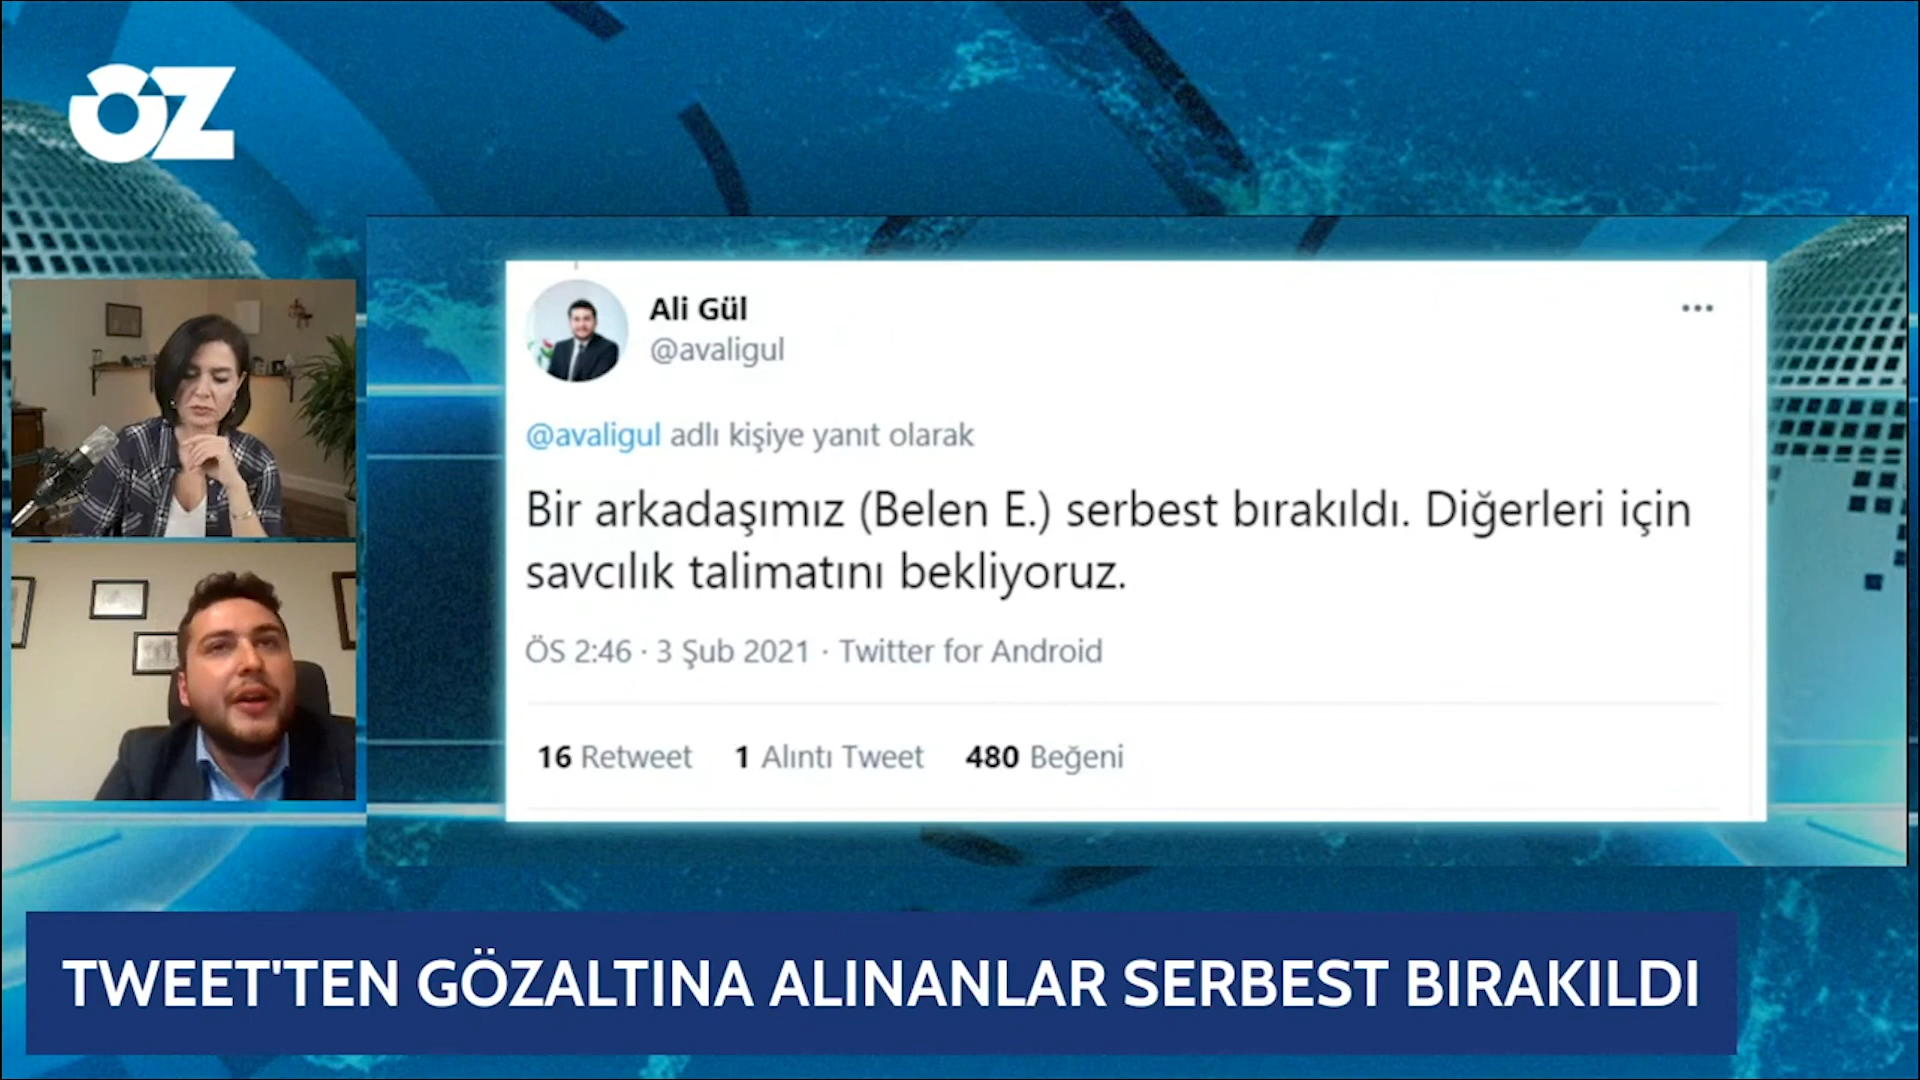 ÖZ
Ali Gül
@avaligul
@avaligul adlı kişiye yanıt olarak
Bir arkadaşımız (Belen E.) serbest bırakıldı. Diğerleri için
savcılık talimatını bekliyoruz.
ÖS 2:46 · 3 Şub 2021 · Twitter for Android
16 Retweet 1 Alıntı Tweet 480 Beğeni
TWEET'TEN GÖZALTINA ALINANLAR SERBEST BIRAKILDI